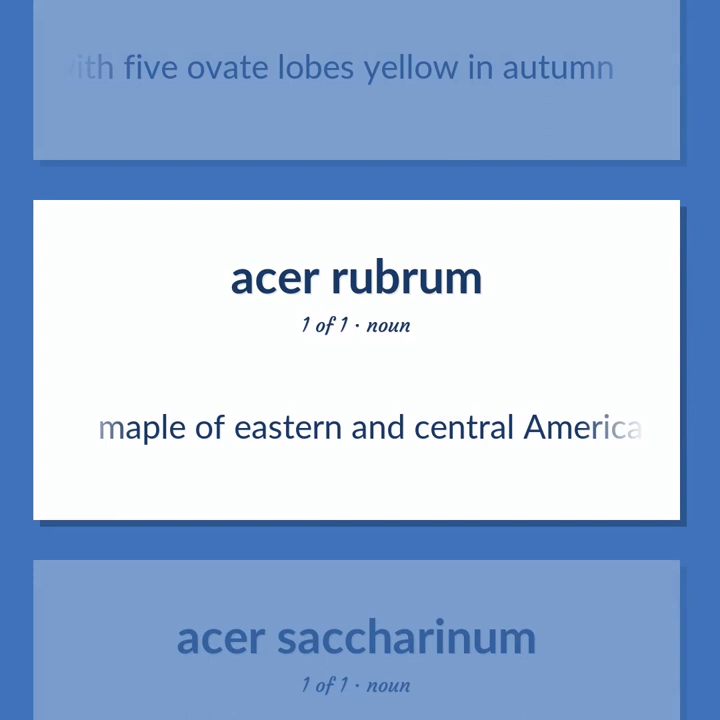 five ovate lobes yellow in autumn
acer rubrum
1 of 1 · noun
maple of eastern and central America
acer saccharinum
1 of 1 · noun